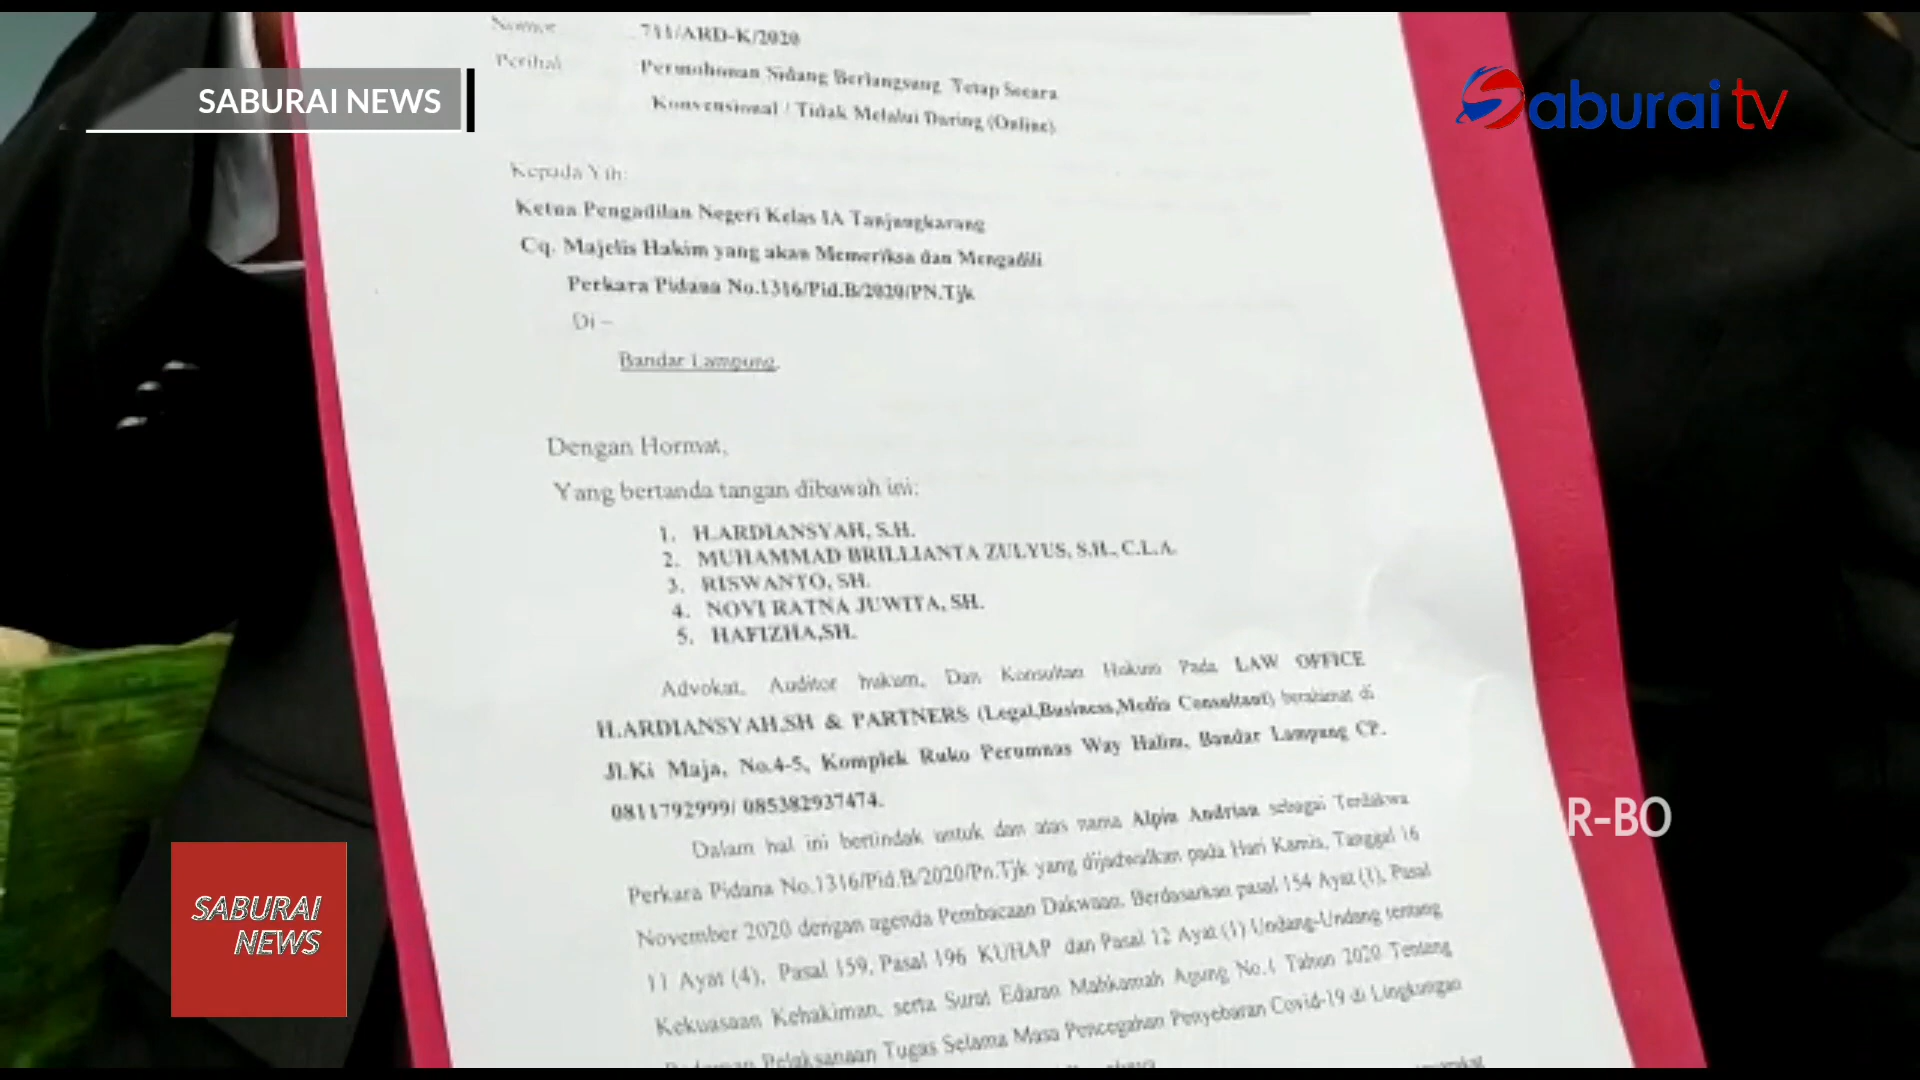 SABURAI NEWS
Saburai tv
Nomor 711/ARD-K/2020
Perihal Permohonan Sidang Berlangsung Tetap Secara
Konvensional / Tidak Melalui Daring (Online).
Kepada Yth:
Ketua Pengadilan Negeri Kelas IA Tanjungkarang
Cq. Majelis Hakim yang akan Memeriksa dan Mengadili
Perkara Pidana No.1316/Pid.B/2020/PN.Tjk
Di –
Bandar Lampung.
Dengan Hormat,
Yang bertanda tangan dibawah ini:
1. H.ARDIANSYAH, S.H.
2. MUHAMMAD BRILLIANTA ZULYUS, S.H., C.L.A.
3. RISWANTO, SH.
4. NOVI RATNA JUWITA, SH.
5. HAFIZHA,SH.
Advokat, Auditor hukum, Dan Konsultan Hukum Pada LAW OFFICE
H.ARDIANSYAH,SH & PARTNERS (Legal,Business,Media Consultant) beralamat di
Jl.Ki Maja, No.4-5, Komplek Ruko Perumnas Way Halim, Bandar Lampung CP.
0811792999/ 085382937474.
Dalam hal ini bertindak untuk dan atas nama Alpin Andrian sebagai Terdakwa
Perkara Pidana No.1316/Pid.B/2020/Pn.Tjk yang dijadwalkan pada Hari Kamis, Tanggal 16
November 2020 dengan agenda Pembacaan Dakwaan. Berdasarkan pasal 154 Ayat (1), Pasal
11 Ayat (4), Pasal 159, Pasal 196 KUHAP dan Pasal 12 Ayat (1) Undang-Undang tentang
Kekuasaan Kehakiman, serta Surat Edaran Mahkamah Agung No.1 Tahun 2020 Tentang
Pedoman Pelaksanaan Tugas Selama Masa Pencegahan Penyebaran Covid-19 di Lingkungan
R-BO
SABURAI
NEWS